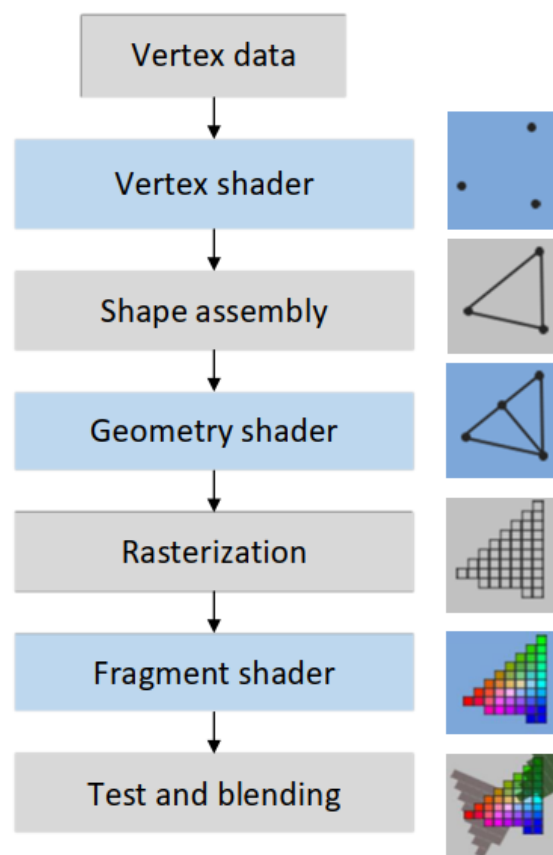 Vertex data
Vertex shader
Shape assembly
Geometry shader
Rasterization
Fragment shader
Test and blending